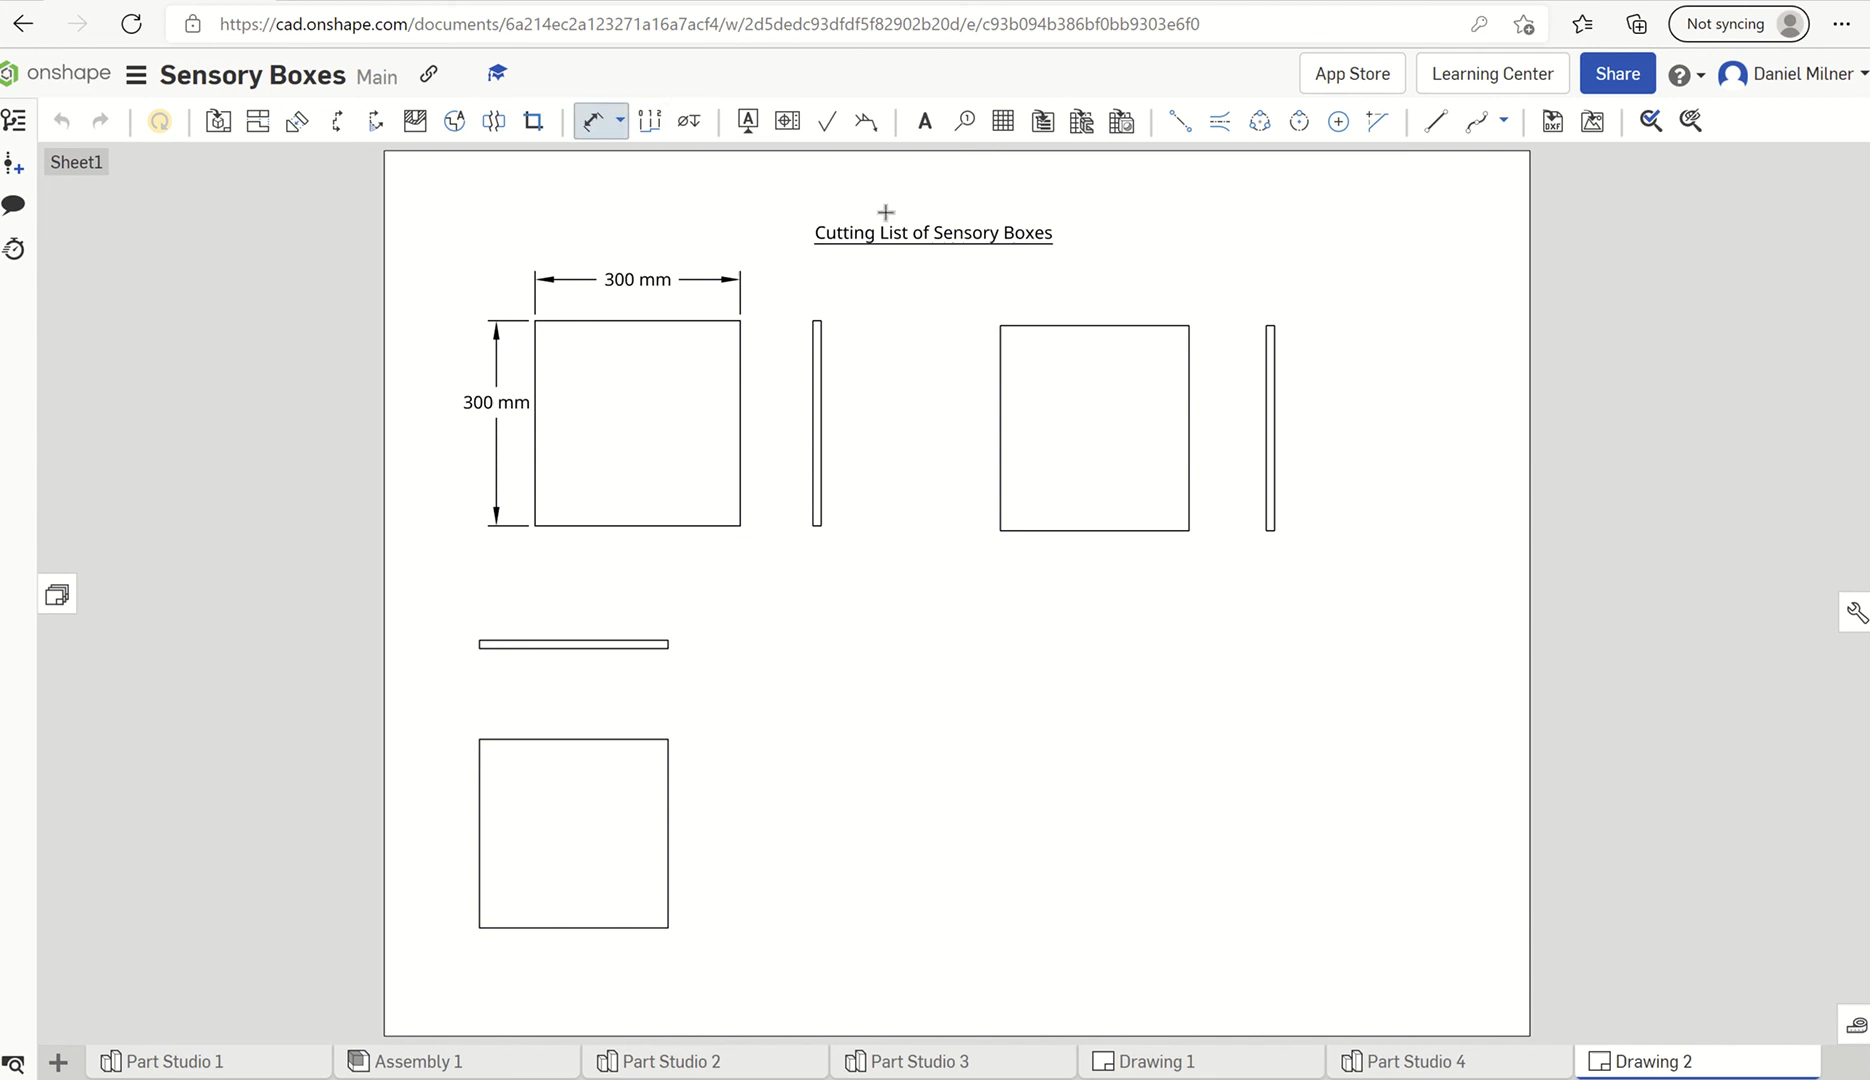 https://cad.onshape.com/documents/6a214ec2a123271a16a7acf4/w/2d5dedc93dfdf5f82902b20d/e/c93b094b386bf0bb9303e6f0
Not syncing
onshape
Sensory Boxes Main
App Store
Learning Center
Share
Daniel Milner
Sheet1
Cutting List of Sensory Boxes
300 mm
300 mm
Part Studio 1
Assembly 1
Part Studio 2
Part Studio 3
Drawing 1
Part Studio 4
Drawing 2